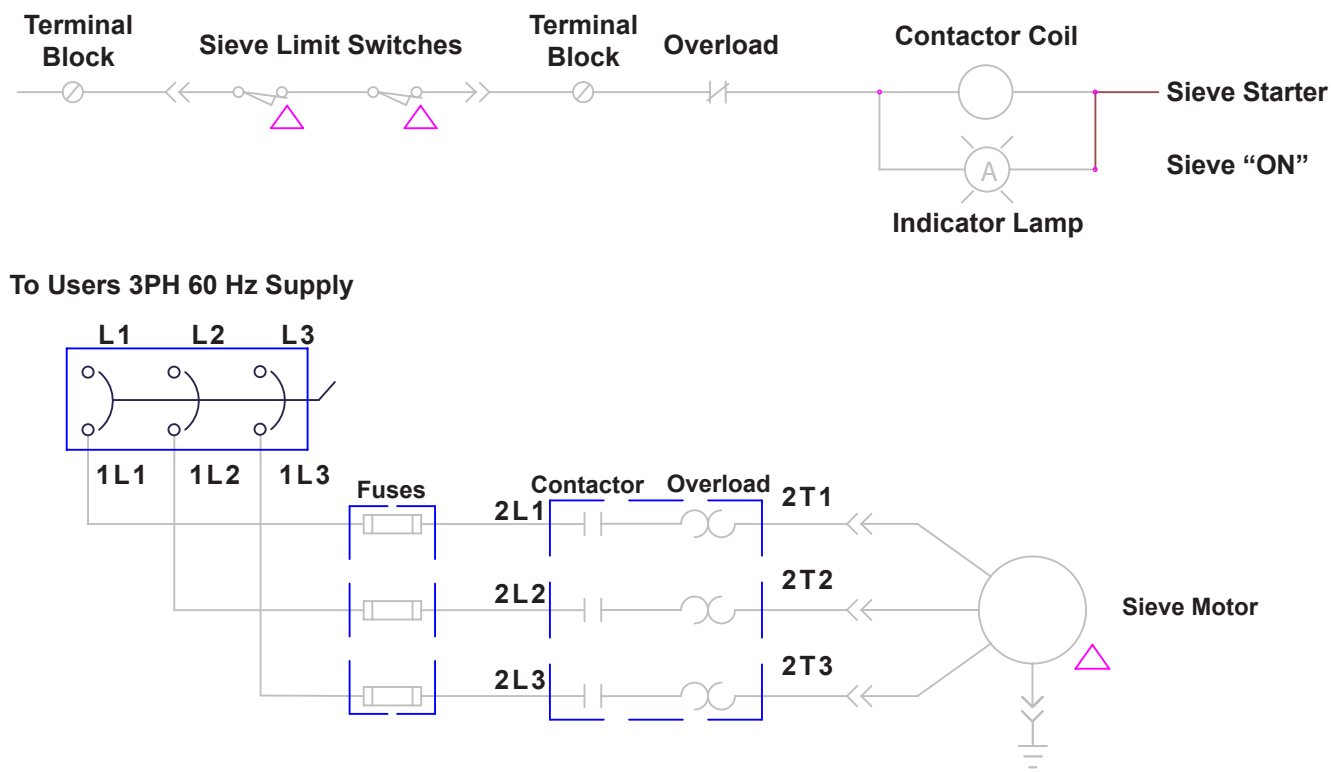 Terminal
Block
Sieve Limit Switches
Terminal
Block
Overload
Contactor Coil
Sieve Starter
A
Sieve “ON”
Indicator Lamp
To Users 3PH 60 Hz Supply
L1 L2 L3
1L1 1L2 1L3
Fuses
Contactor
Overload
2L1
2T1
2L2
2T2
Sieve Motor
2L3
2T3